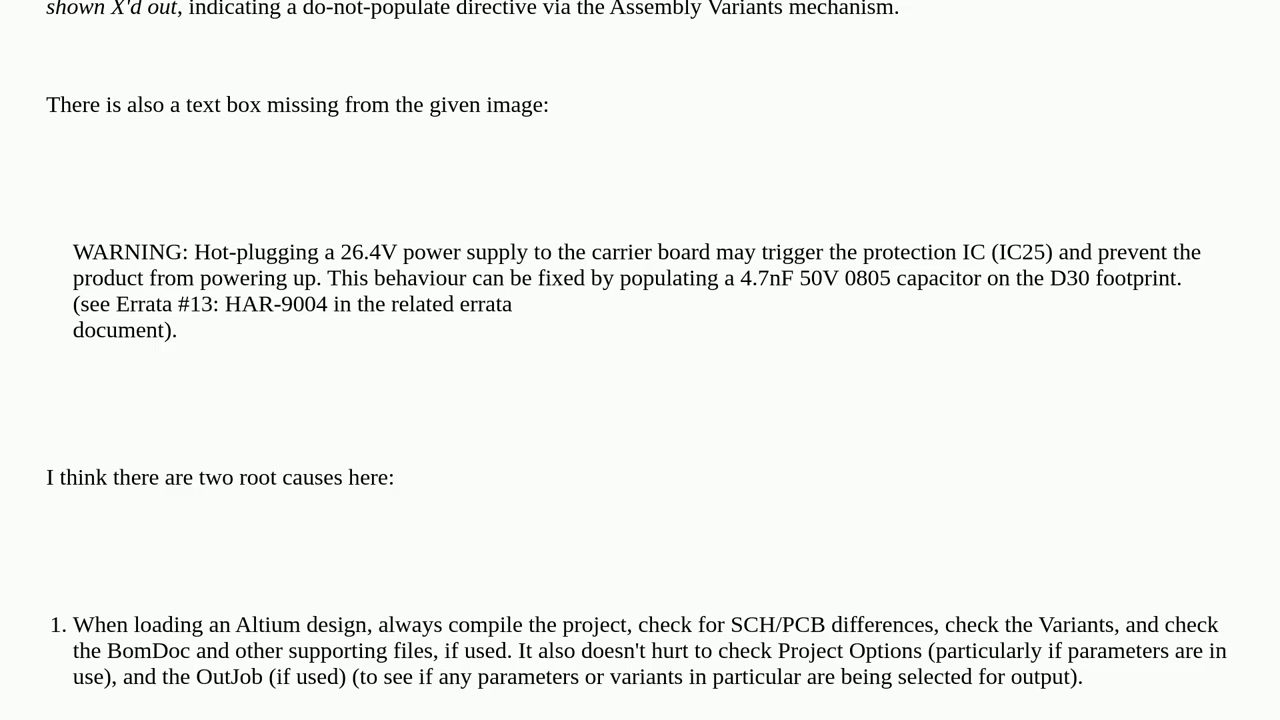 shown X'd out, indicating a do-not-populate directive via the Assembly Variants mechanism.
There is also a text box missing from the given image:
WARNING: Hot-plugging a 26.4V power supply to the carrier board may trigger the protection IC (IC25) and prevent the
product from powering up. This behaviour can be fixed by populating a 4.7nF 50V 0805 capacitor on the D30 footprint.
(see Errata #13: HAR-9004 in the related errata
document).
I think there are two root causes here:
1. When loading an Altium design, always compile the project, check for SCH/PCB differences, check the Variants, and check
the BomDoc and other supporting files, if used. It also doesn't hurt to check Project Options (particularly if parameters are in
use), and the OutJob (if used) (to see if any parameters or variants in particular are being selected for output).